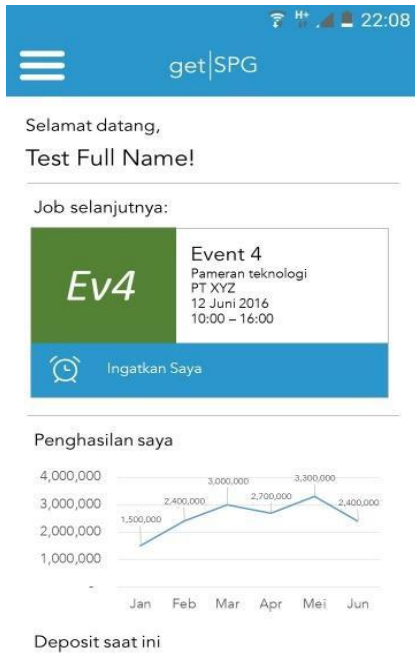 H+ 22:08
get|SPG
Selamat datang,
Test Full Name!
Job selanjutnya:
Ev4
Event 4
Pameran teknologi
PT XYZ
12 Juni 2016
10:00 – 16:00
Ingatkan Saya
Penghasilan saya
4,000,000
3,000,000
2,000,000
1,000,000
-
1,500,000
2,400,000
3,000,000
2,700,000
3,300,000
2,400,000
Jan Feb Mar Apr Mei Jun
Deposit saat ini